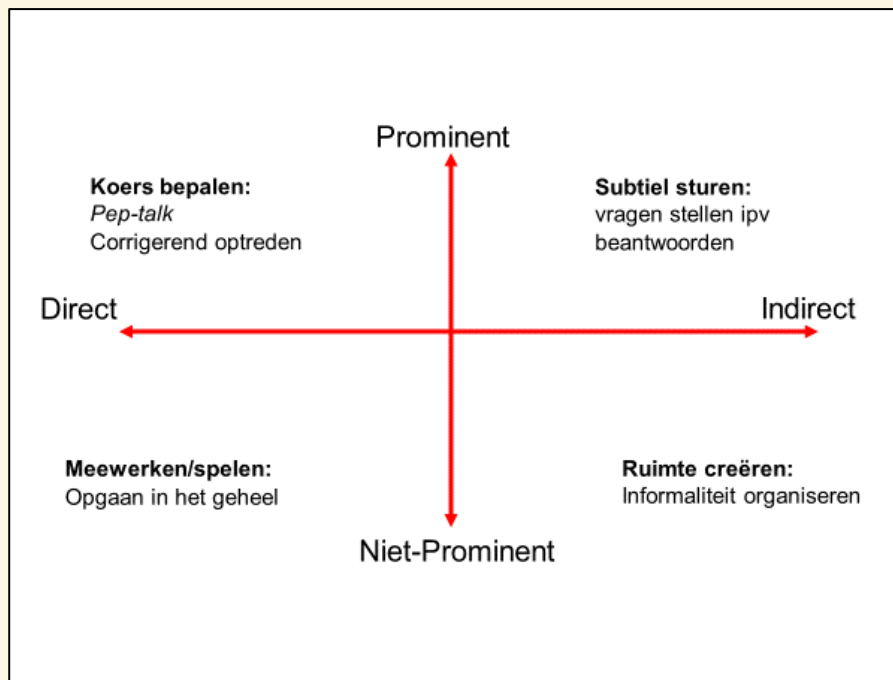 Prominent
Koers bepalen:
Pep-talk
Corrigerend optreden
Subtiel sturen:
vragen stellen ipv
beantwoorden
Direct
Indirect
Meewerken/spelen:
Opgaan in het geheel
Ruimte creëren:
Informaliteit organiseren
Niet-Prominent